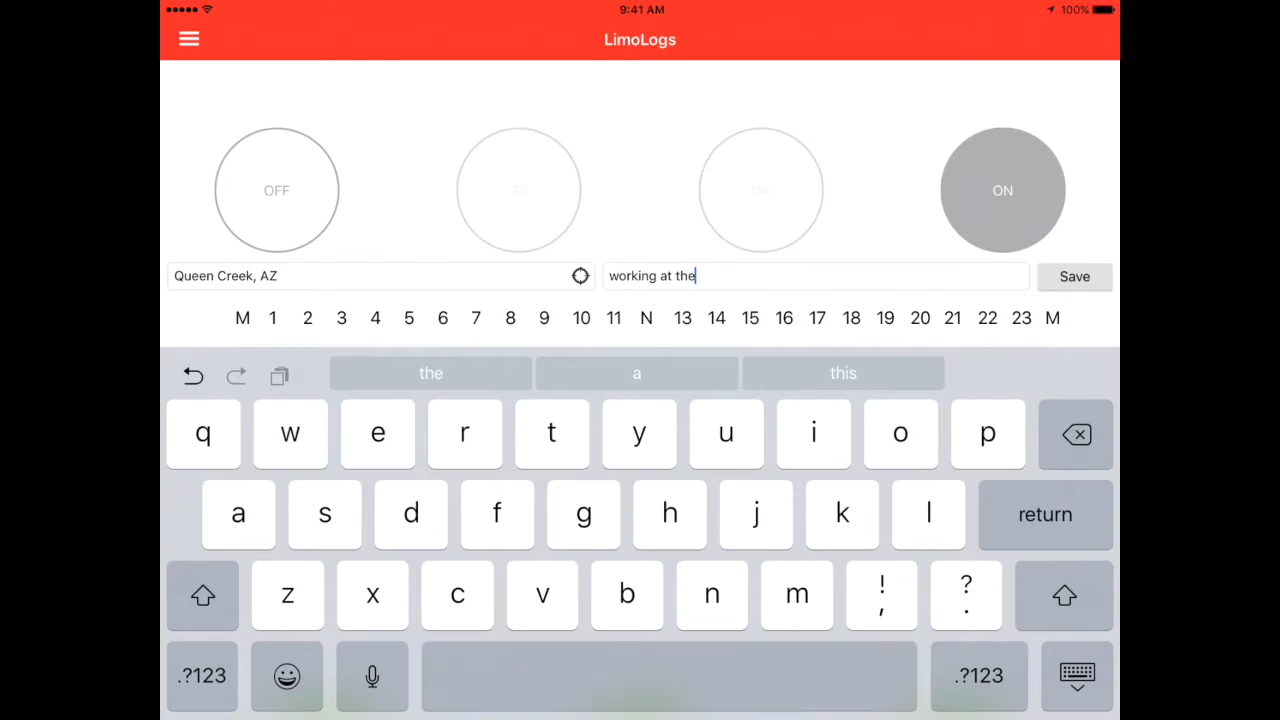 9:41 AM
100%
LimoLogs
OFF
SB
DR
ON
Queen Creek, AZ
working at the
Save
M 1 2 3 4 5 6 7 8 9 10 11 N 13 14 15 16 17 18 19 20 21 22 23 M
the a this
q w e r t y u i o p
a s d f g h j k l return
z x c v b n m ! , ? .
.?123 .?123